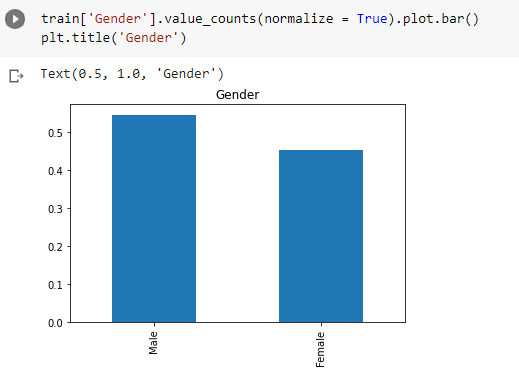 train['Gender'].value_counts(normalize = True).plot.bar()
plt.title('Gender')
Text(0.5, 1.0, 'Gender')
Gender
0.5
0.4
0.3
0.2
0.1
0.0
Male
Female